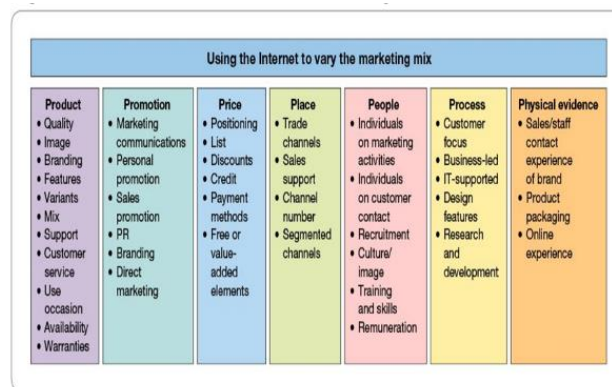 Using the Internet to vary the marketing mix
Product
• Quality
• Image
• Branding
• Features
• Variants
• Mix
• Support
• Customer
service
• Use
occasion
• Availability
• Warranties
Promotion
• Marketing
communications
• Personal
promotion
• Sales
promotion
• PR
• Branding
• Direct
marketing
Price
• Positioning
• List
• Discounts
• Credit
• Payment
methods
• Free or
value-
added
elements
Place
• Trade
channels
• Sales
support
• Channel
number
• Segmented
channels
People
• Individuals
on marketing
activities
• Individuals
on customer
contact
• Recruitment
• Culture/
image
• Training
and skills
• Remuneration
Process
• Customer
focus
• Business-led
• IT-supported
• Design
features
• Research
and
development
Physical evidence
• Sales/staff
contact
experience
of brand
• Product
packaging
• Online
experience